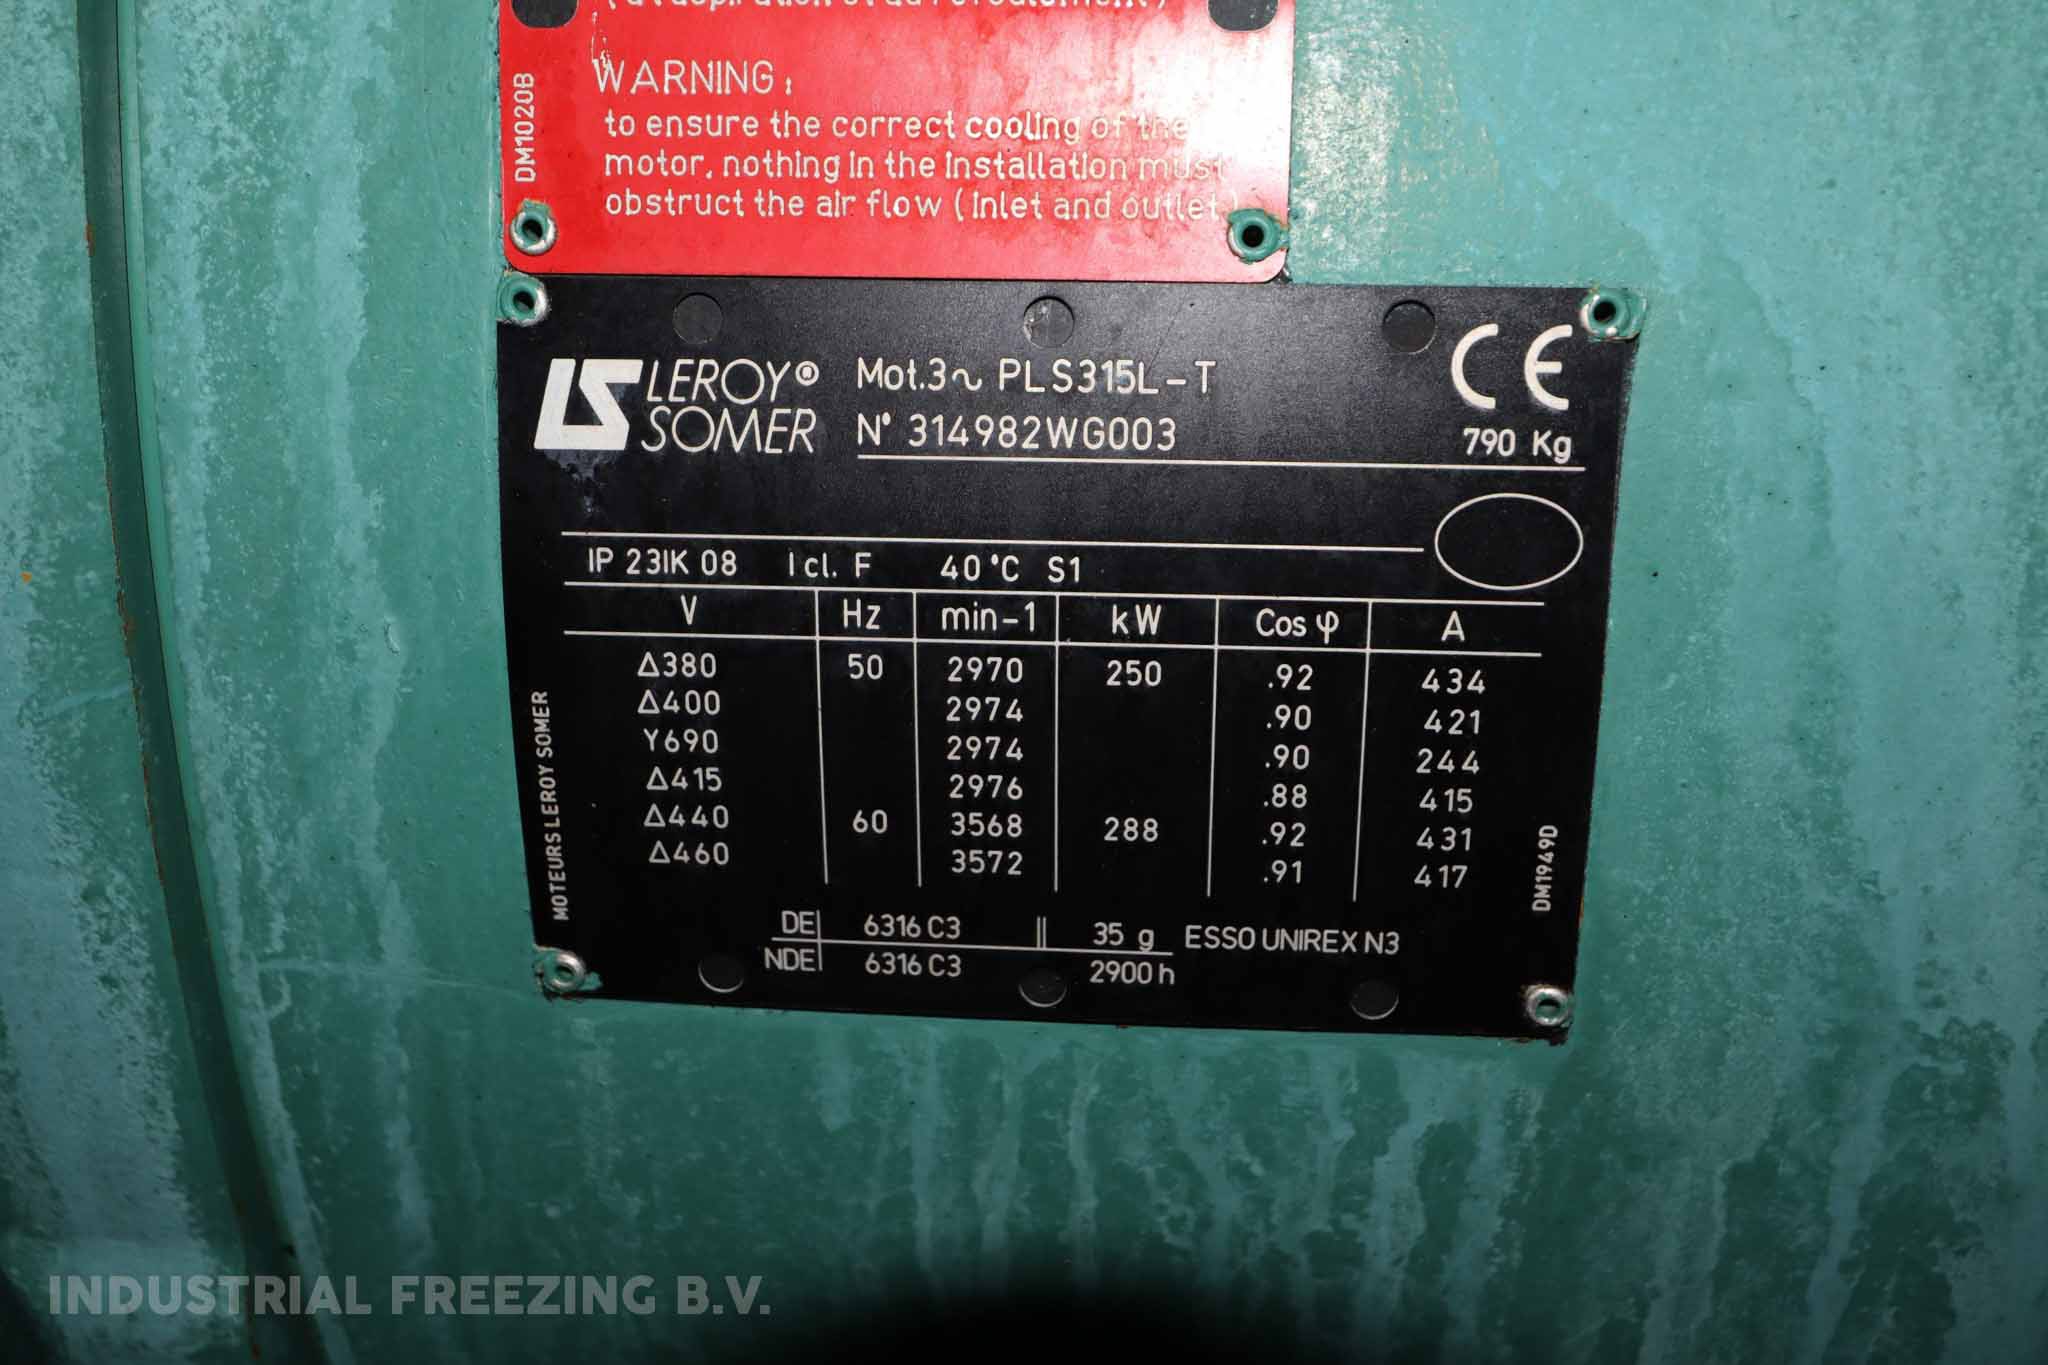 WARNING :
to ensure the correct cooling of the
motor, nothing in the installation must
obstruct the air flow ( inlet and outlet )
DM1020B
LS LEROY®
SOMER
Mot.3~ PLS315L-T
N° 314982WG003
CE
790 Kg
IP 23IK 08 I cl. F 40°C S1
V Hz min-1 kW Cos φ A
Δ380 50 2970 250 .92 434
Δ400 2974 .90 421
Y690 2974 .90 244
Δ415 2976 .88 415
Δ440 60 3568 288 .92 431
Δ460 3572 .91 417
MOTEURS LEROY SOMER
DM1949D
DE 6316 C3 35 g ESSO UNIREX N3
NDE 6316 C3 2900 h
INDUSTRIAL FREEZING B.V.